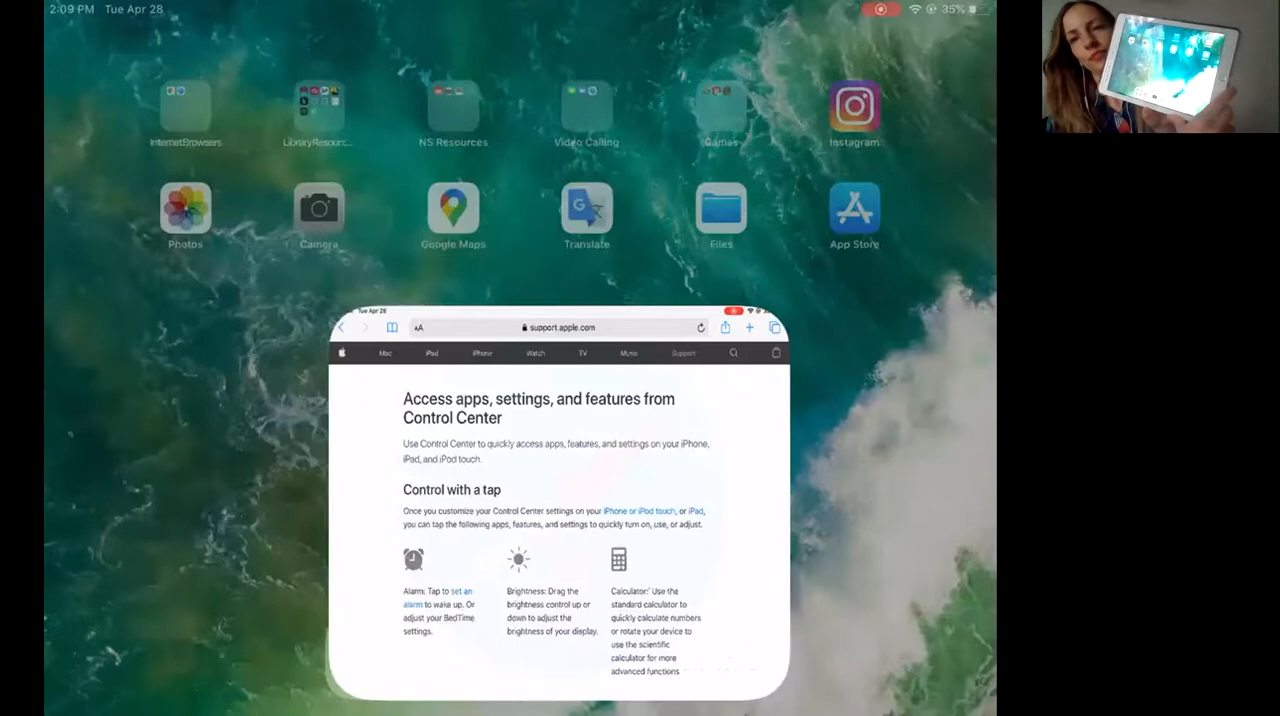 2:09 PM Tue Apr 28
35%
InternetBrowsers
LibraryResourc...
NS Resources
Video Calling
Games
Instagram
Photos
Camera
Google Maps
Translate
Files
App Store
Tue Apr 28
AA
support.apple.com
Mac
iPad
iPhone
Watch
TV
Music
Support
Access apps, settings, and features from
Control Center
Use Control Center to quickly access apps, features, and settings on your iPhone,
iPad, and iPod touch.
Control with a tap
Once you customize your Control Center settings on your iPhone or iPod touch, or iPad,
you can tap the following apps, features, and settings to quickly turn on, use, or adjust.
Alarm: Tap to set an
alarm to wake up. Or
adjust your BedTime
settings.
Brightness: Drag the
brightness control up or
down to adjust the
brightness of your display.
Calculator:* Use the
standard calculator to
quickly calculate numbers
or rotate your device to
use the scientific
calculator for more
advanced functions